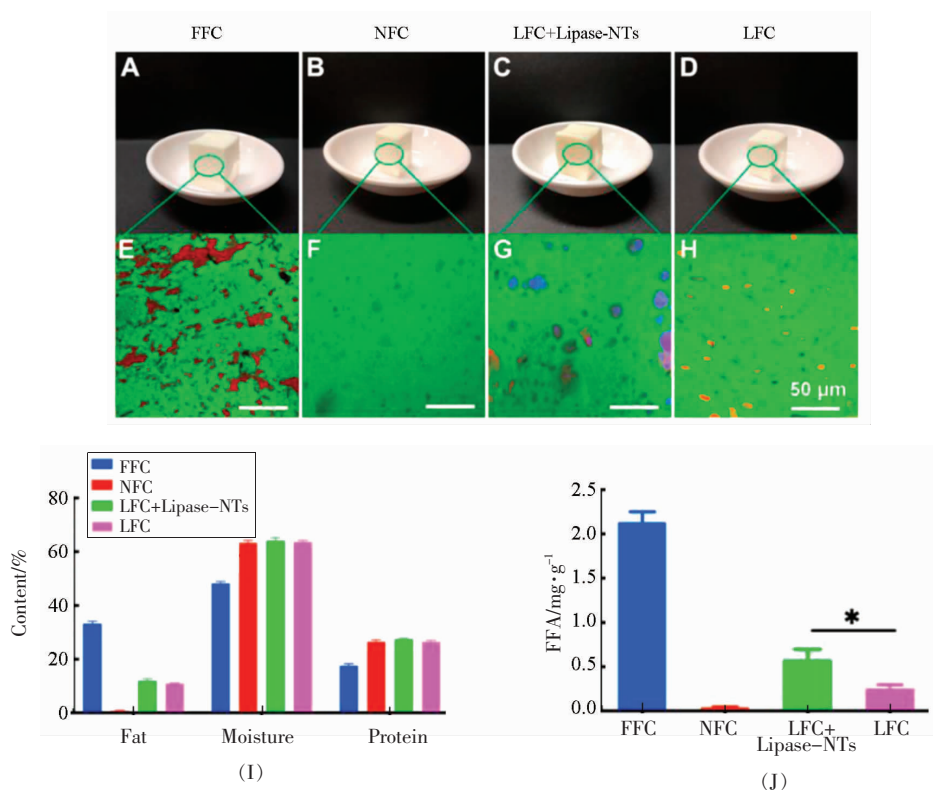 FFC NFC LFC+Lipase-NTs LFC
A B C D
E F G H
50 μm
FFC
NFC
LFC+Lipase-NTs
LFC
Content/%
80
60
40
20
0
Fat Moisture Protein
(I)
FFA/mg·g⁻¹
2.5
2.0
1.5
1.0
0.5
0.0
*
FFC NFC LFC+ LFC
Lipase-NTs
(J)